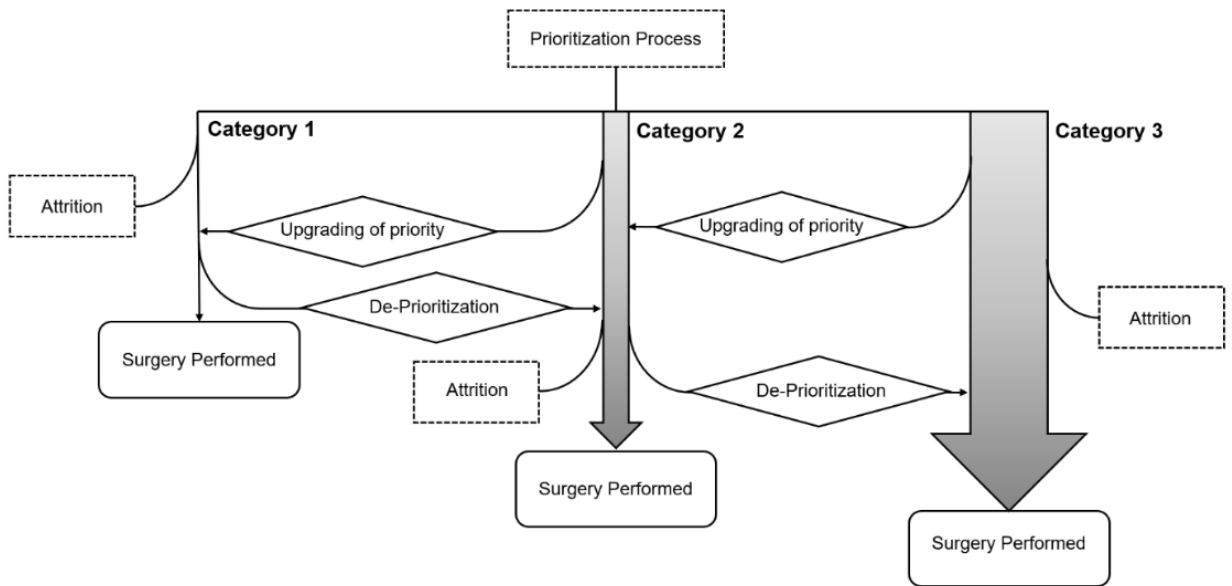 Prioritization Process
Category 1
Category 2
Category 3
Attrition
Upgrading of priority
Upgrading of priority
De-Prioritization
Attrition
Surgery Performed
Attrition
De-Prioritization
Surgery Performed
Surgery Performed